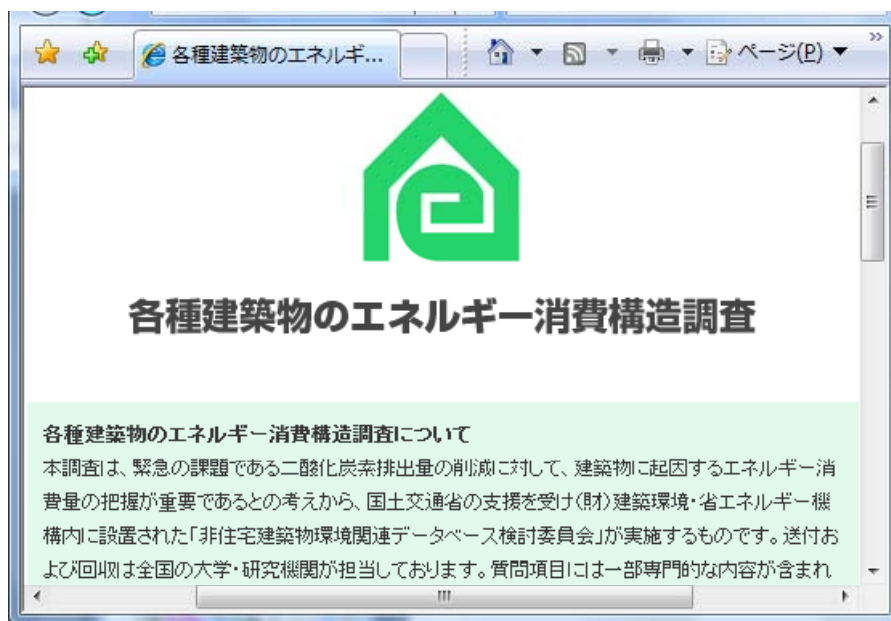 各種建築物のエネルギ...
ページ(P)
各種建築物のエネルギー消費構造調査
各種建築物のエネルギー消費構造調査について
本調査は、緊急の課題である二酸化炭素排出量の削減に対して、建築物に起因するエネルギー消
費量の把握が重要であるとの考えから、国土交通省の支援を受け(財)建築環境・省エネルギー機
構内に設置された「非住宅建築物環境関連データベース検討委員会」が実施するものです。送付お
よび回収は全国の大学・研究機関が担当しております。質問項目には一部専門的な内容が含まれ